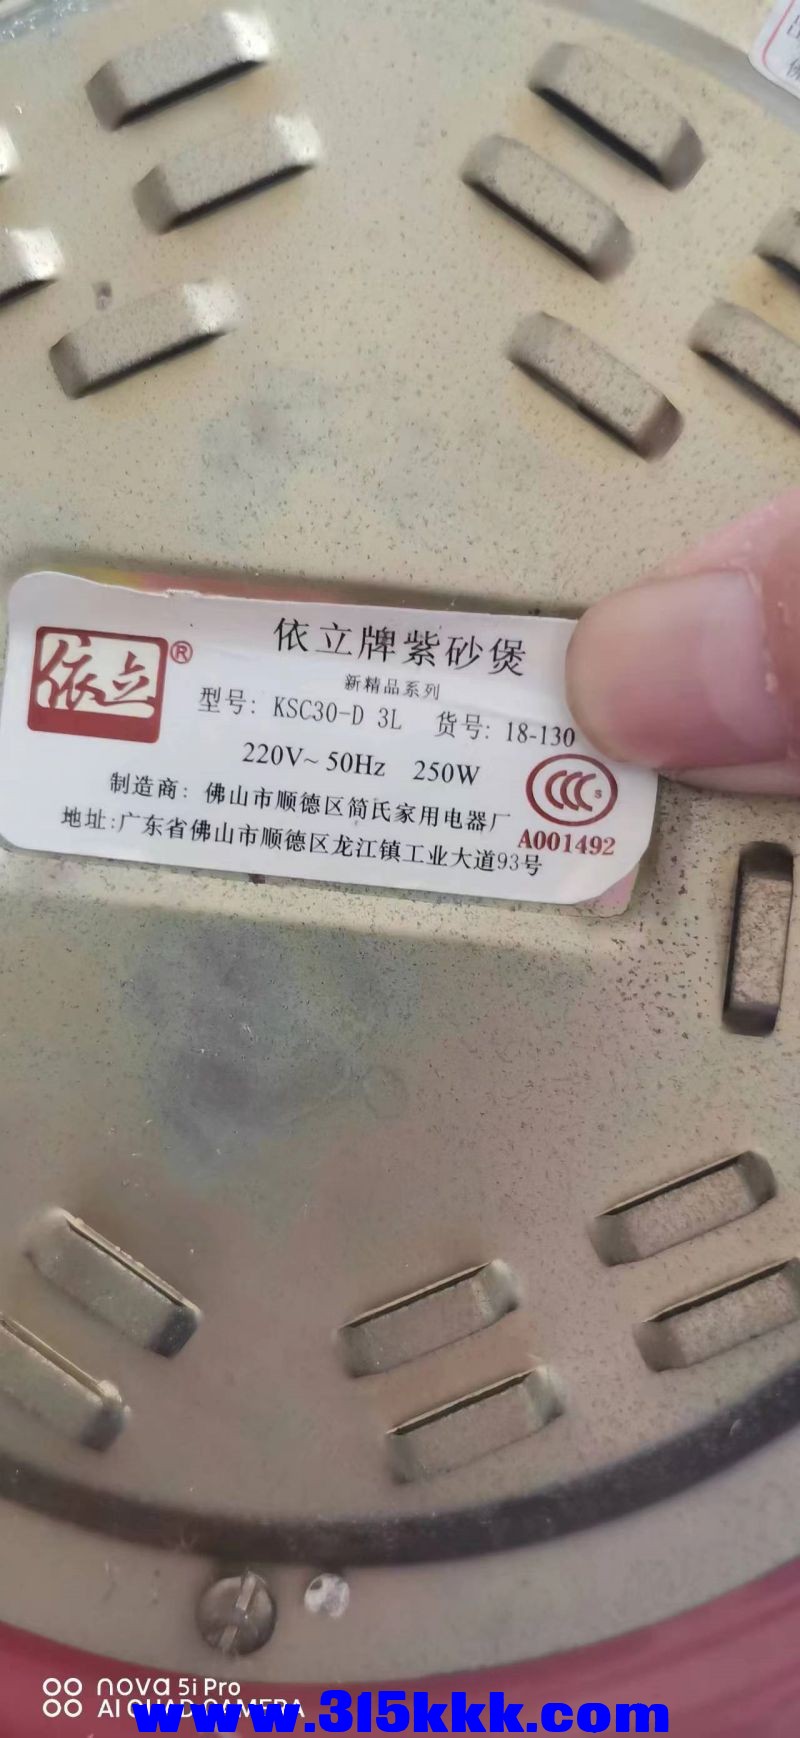 依立®
依立牌紫砂煲
新精品系列
型号: KSC30-D 3L 货号: 18-130
220V~ 50Hz 250W
制造商: 佛山市顺德区简氏家用电器厂
地址:广东省佛山市顺德区龙江镇工业大道93号
CCC S
A001492
nova 5i Pro
AI QUAD CAMERA
www.315kkk.com